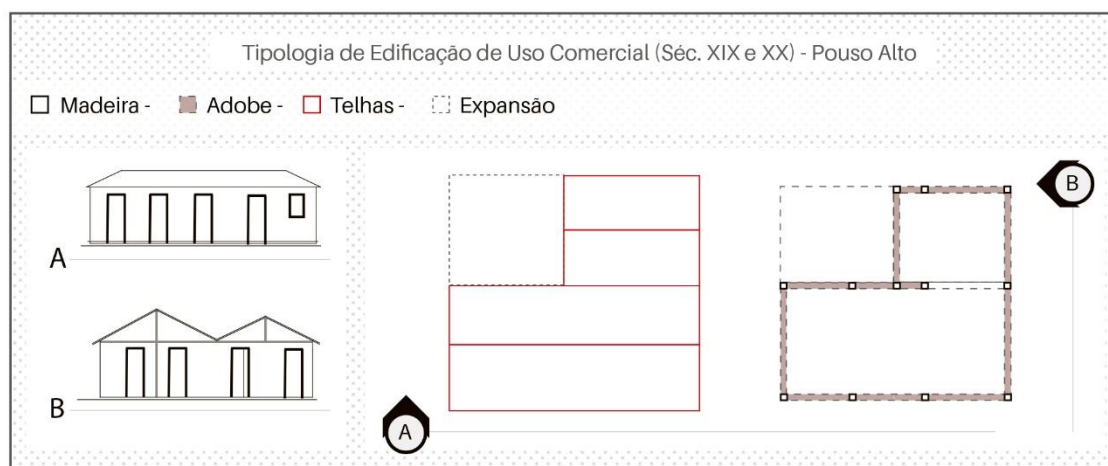 Tipologia de Edificação de Uso Comercial (Séc. XIX e XX) - Pouso Alto
Madeira - Adobe - Telhas - Expansão
A
B
A
B